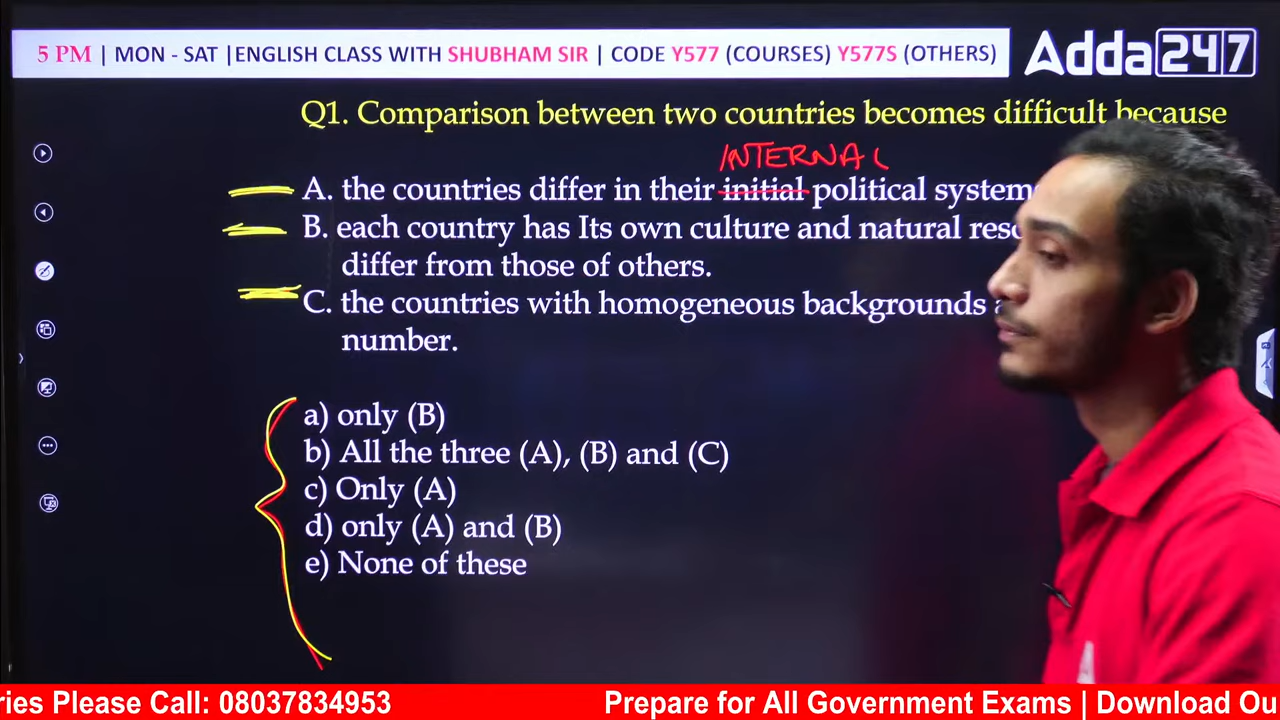 5 PM | MON - SAT |ENGLISH CLASS WITH SHUBHAM SIR | CODE Y577 (COURSES) Y577S (OTHERS)
Adda247
Q1. Comparison between two countries becomes difficult because
INTERNAL
A. the countries differ in their initial political system
B. each country has Its own culture and natural
differ from those of others.
C. the countries with homogeneous backgrounds
number.
a) only (B)
b) All the three (A), (B) and (C)
c) Only (A)
d) only (A) and (B)
e) None of these
ries Please Call: 08037834953 Prepare for All Government Exams | Download Ou